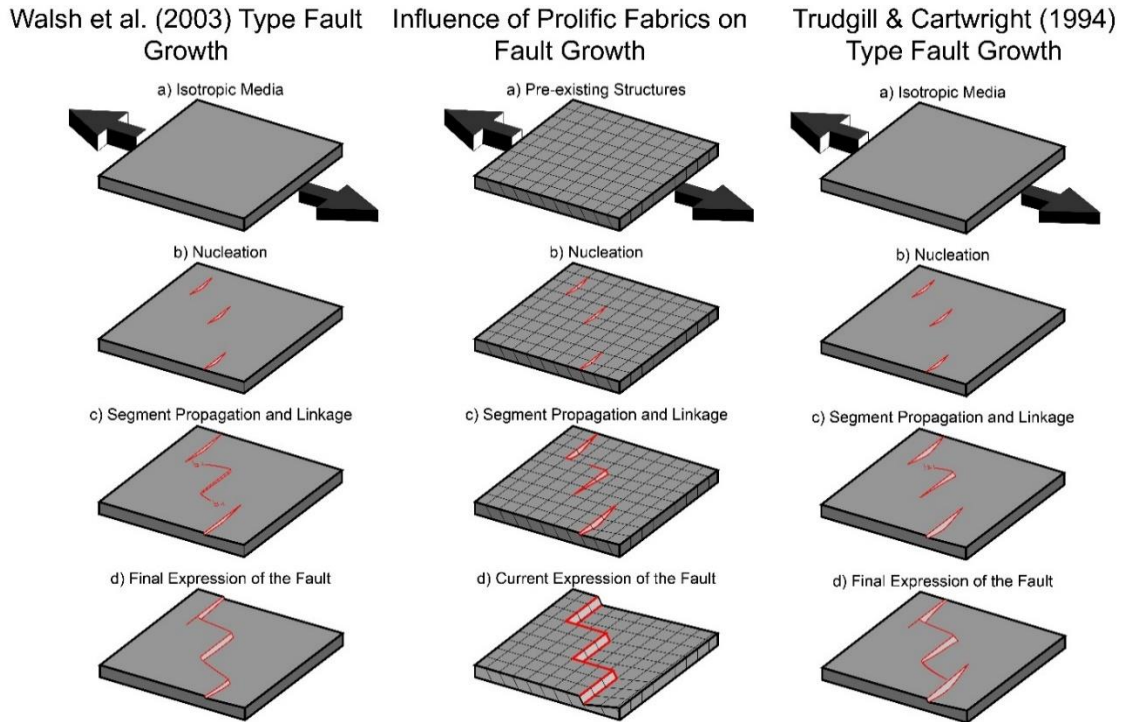 Walsh et al. (2003) Type Fault
Growth
a) Isotropic Media
b) Nucleation
c) Segment Propagation and Linkage
d) Final Expression of the Fault
Influence of Prolific Fabrics on
Fault Growth
a) Pre-existing Structures
b) Nucleation
c) Segment Propagation and Linkage
d) Current Expression of the Fault
Trudgill & Cartwright (1994)
Type Fault Growth
a) Isotropic Media
b) Nucleation
c) Segment Propagation and Linkage
d) Final Expression of the Fault